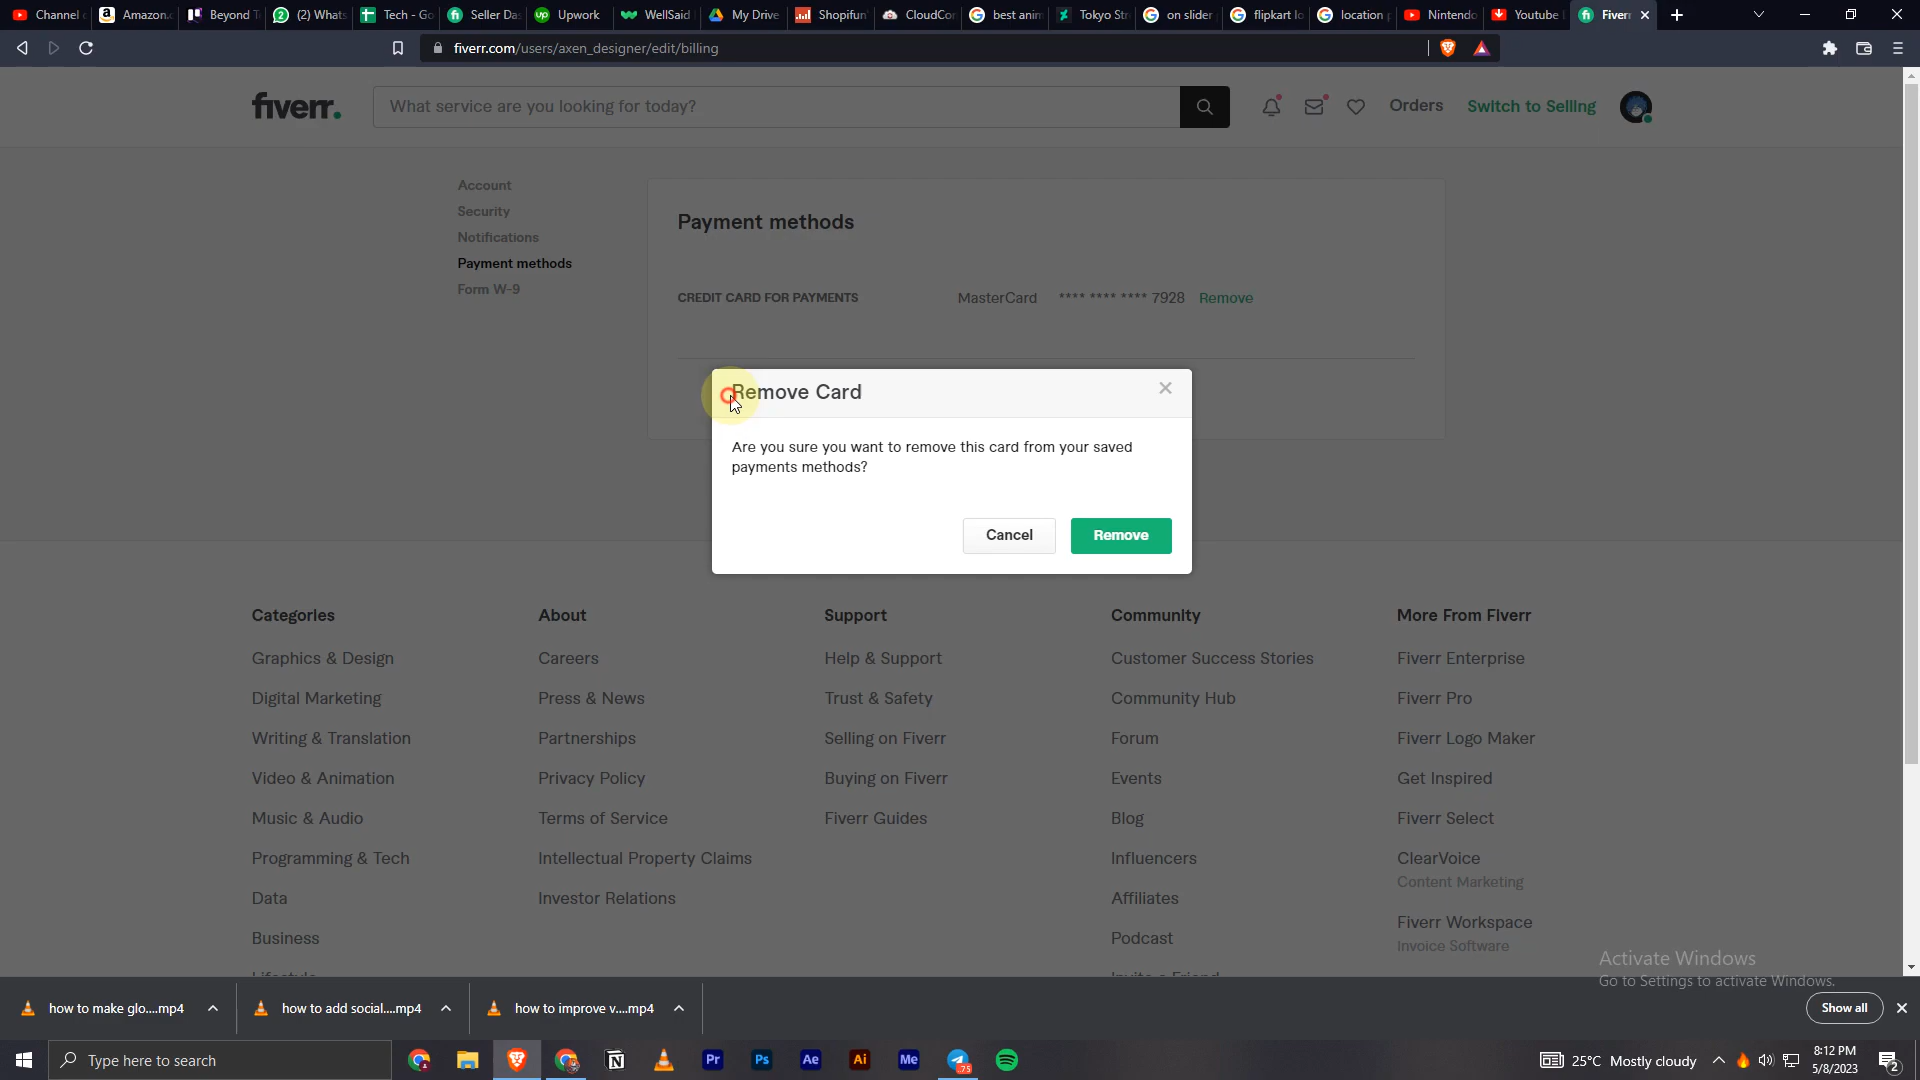 Channel
Amazon.c
Beyond T
(2) Whats
Tech - Go
Seller Da
Upwork
WellSaid
My Drive
Shopifun
CloudCor
best anim
Tokyo Str
on slider
flipkart lo
location p
Nintendo
Youtube
Fiverr
fiverr.com/users/axen_designer/edit/billing
fiverr.
What service are you looking for today?
Orders
Switch to Selling
Account
Security
Notifications
Payment methods
Form W-9
Payment methods
CREDIT CARD FOR PAYMENTS MasterCard **** **** **** 7928 Remove
Remove Card
Are you sure you want to remove this card from your saved
payments methods?
Cancel
Remove
Categories
Graphics & Design
Digital Marketing
Writing & Translation
Video & Animation
Music & Audio
Programming & Tech
Data
Business
About
Careers
Press & News
Partnerships
Privacy Policy
Terms of Service
Intellectual Property Claims
Investor Relations
Support
Help & Support
Trust & Safety
Selling on Fiverr
Buying on Fiverr
Fiverr Guides
Community
Customer Success Stories
Community Hub
Forum
Events
Blog
Influencers
Affiliates
Podcast
More From Fiverr
Fiverr Enterprise
Fiverr Pro
Fiverr Logo Maker
Get Inspired
Fiverr Select
ClearVoice
Content Marketing
Fiverr Workspace
Invoice Software
Activate Windows
Go to Settings to activate Windows.
how to make glo....mp4
how to add social....mp4
how to improve v....mp4
Show all
Type here to search
Pr
Ps
Ae
Ai
Me
75
25°C Mostly cloudy
8:12 PM
5/8/2023
2